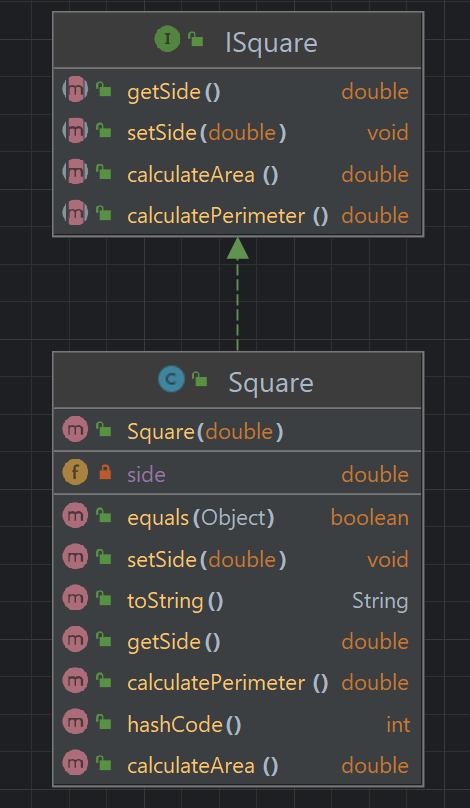 I ISquare
m getSide() double
m setSide(double) void
m calculateArea () double
m calculatePerimeter () double
C Square
m Square(double)
f side double
m equals(Object) boolean
m setSide(double) void
m toString() String
m getSide() double
m calculatePerimeter () double
m hashCode() int
m calculateArea () double